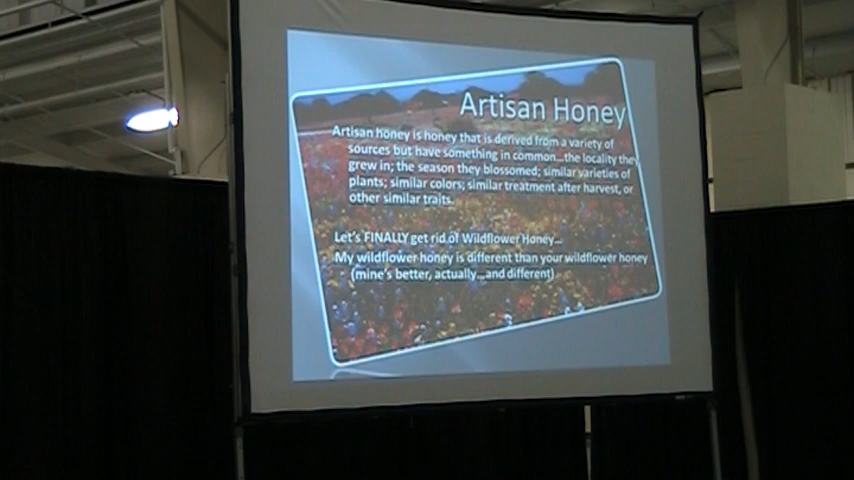 Artisan Honey
Artisan honey is honey that is derived from a variety of
sources but have something in common...the locality they
grew in; the season they blossomed; similar varieties of
plants; similar colors; similar treatment after harvest, or
other similar traits.
Let's FINALLY get rid of Wildflower Honey...
My wildflower honey is different than your wildflower honey
(mine's better, actually...and different)